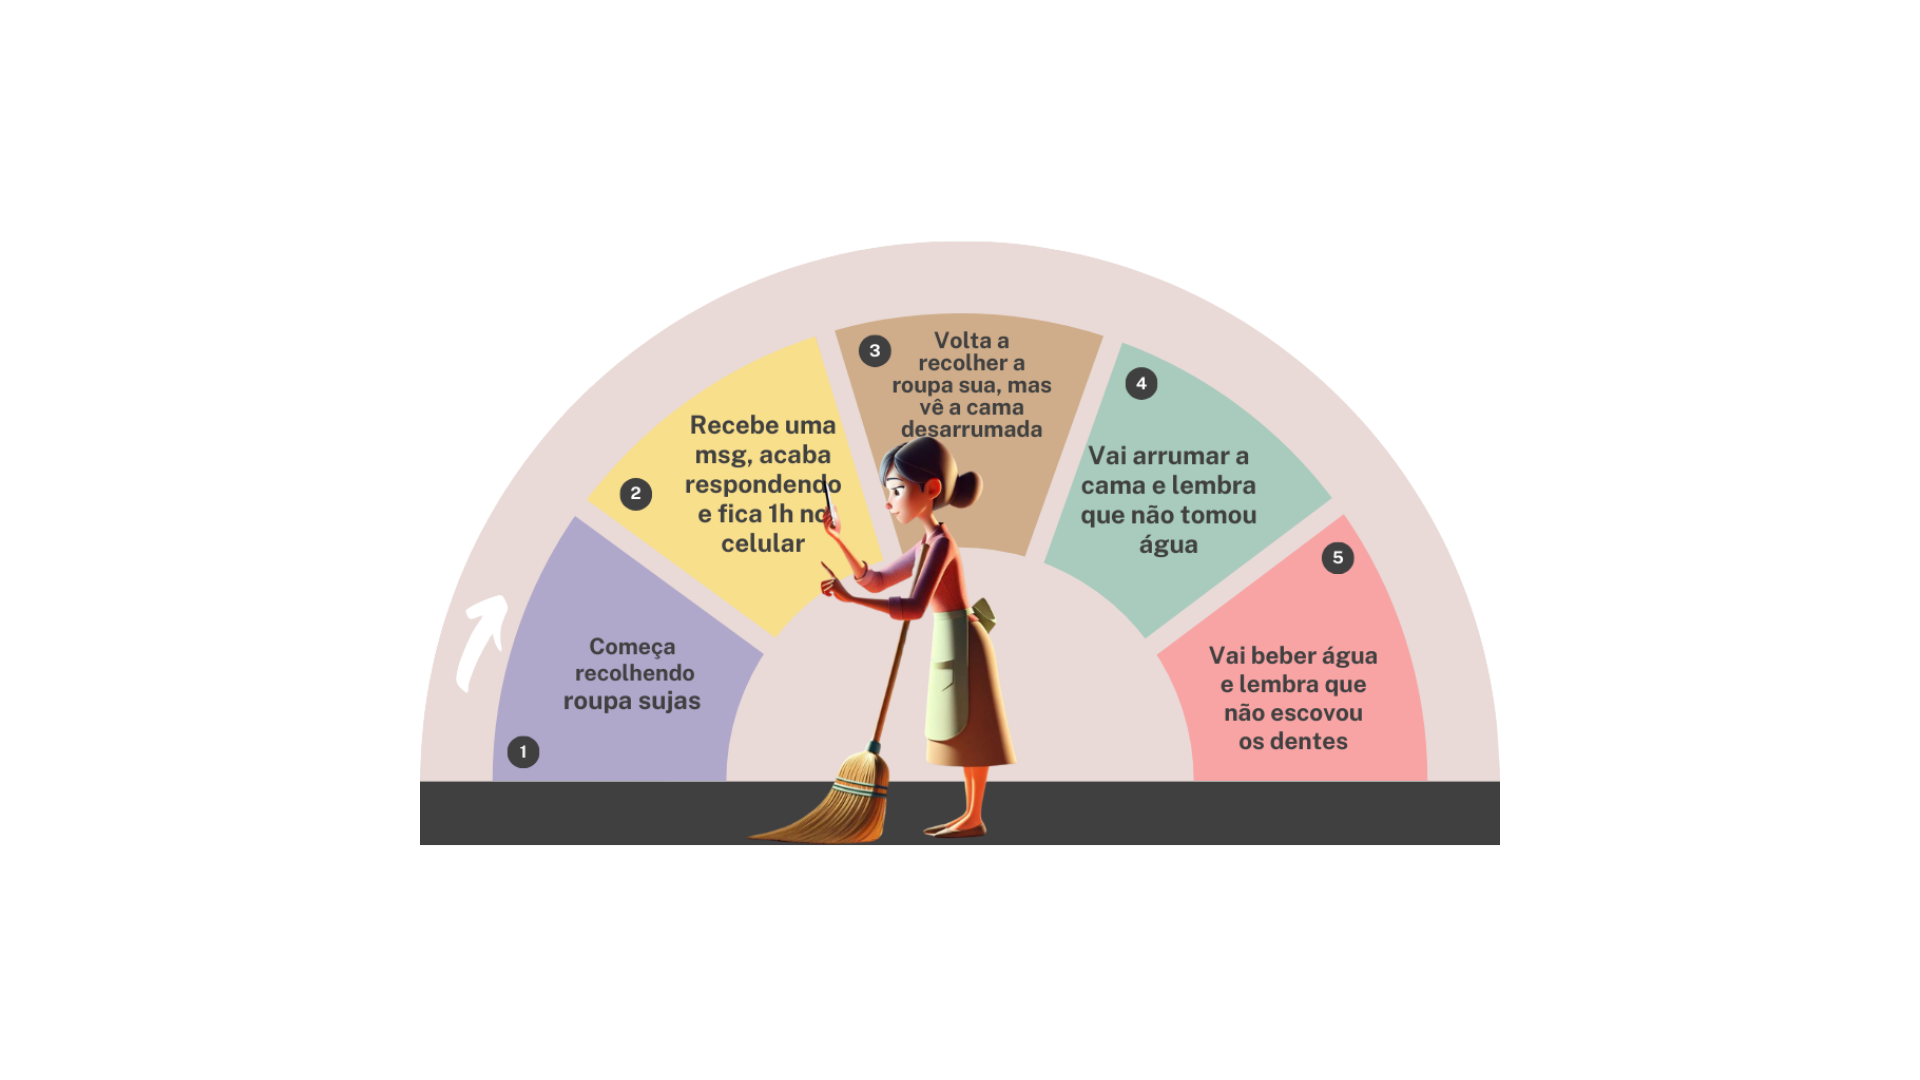 1
Começa
recolhendo
roupa sujas
2
Recebe uma
msg, acaba
respondendo
e fica 1h no
celular
3
Volta a
recolher a
roupa sua, mas
vê a cama
desarrumada
4
Vai arrumar a
cama e lembra
que não tomou
água
5
Vai beber água
e lembra que
não escovou
os dentes